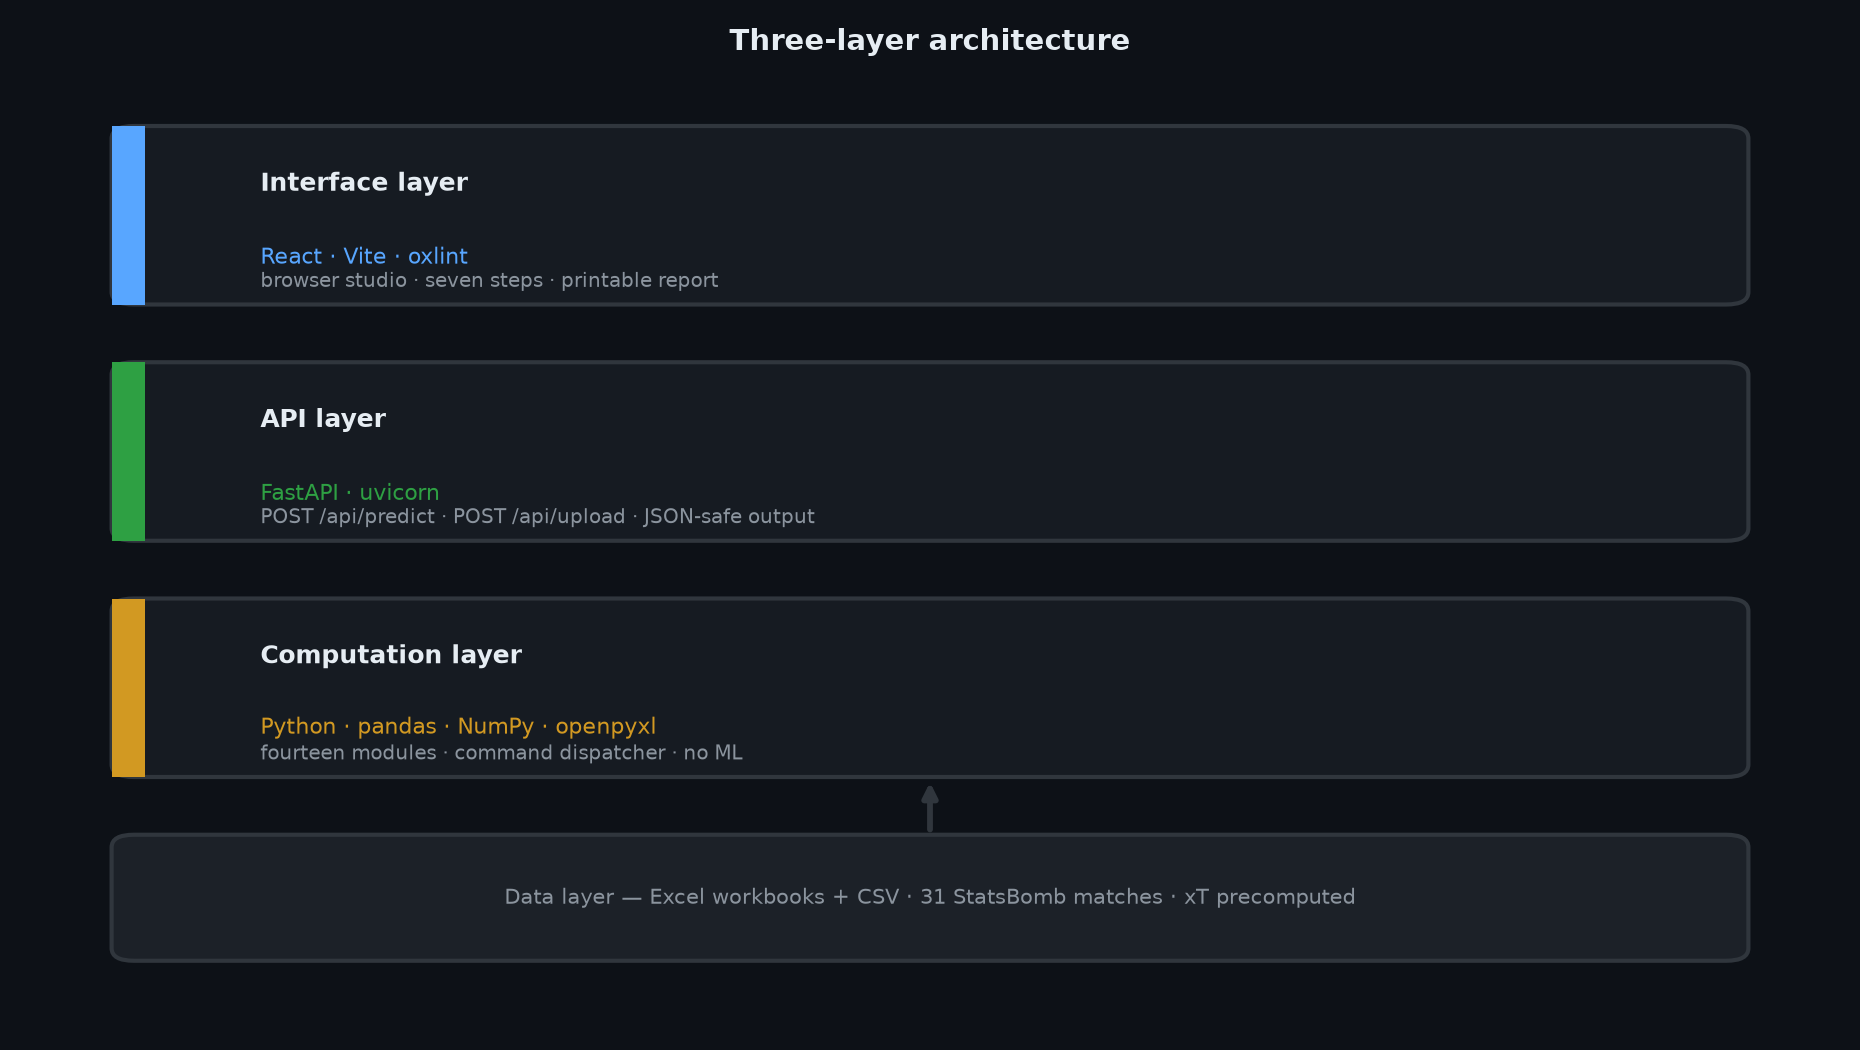 Three-layer architecture
Interface layer
React · Vite · oxlint
browser studio · seven steps · printable report
API layer
FastAPI · uvicorn
POST /api/predict · POST /api/upload · JSON-safe output
Computation layer
Python · pandas · NumPy · openpyxl
fourteen modules · command dispatcher · no ML
Data layer — Excel workbooks + CSV · 31 StatsBomb matches · xT precomputed